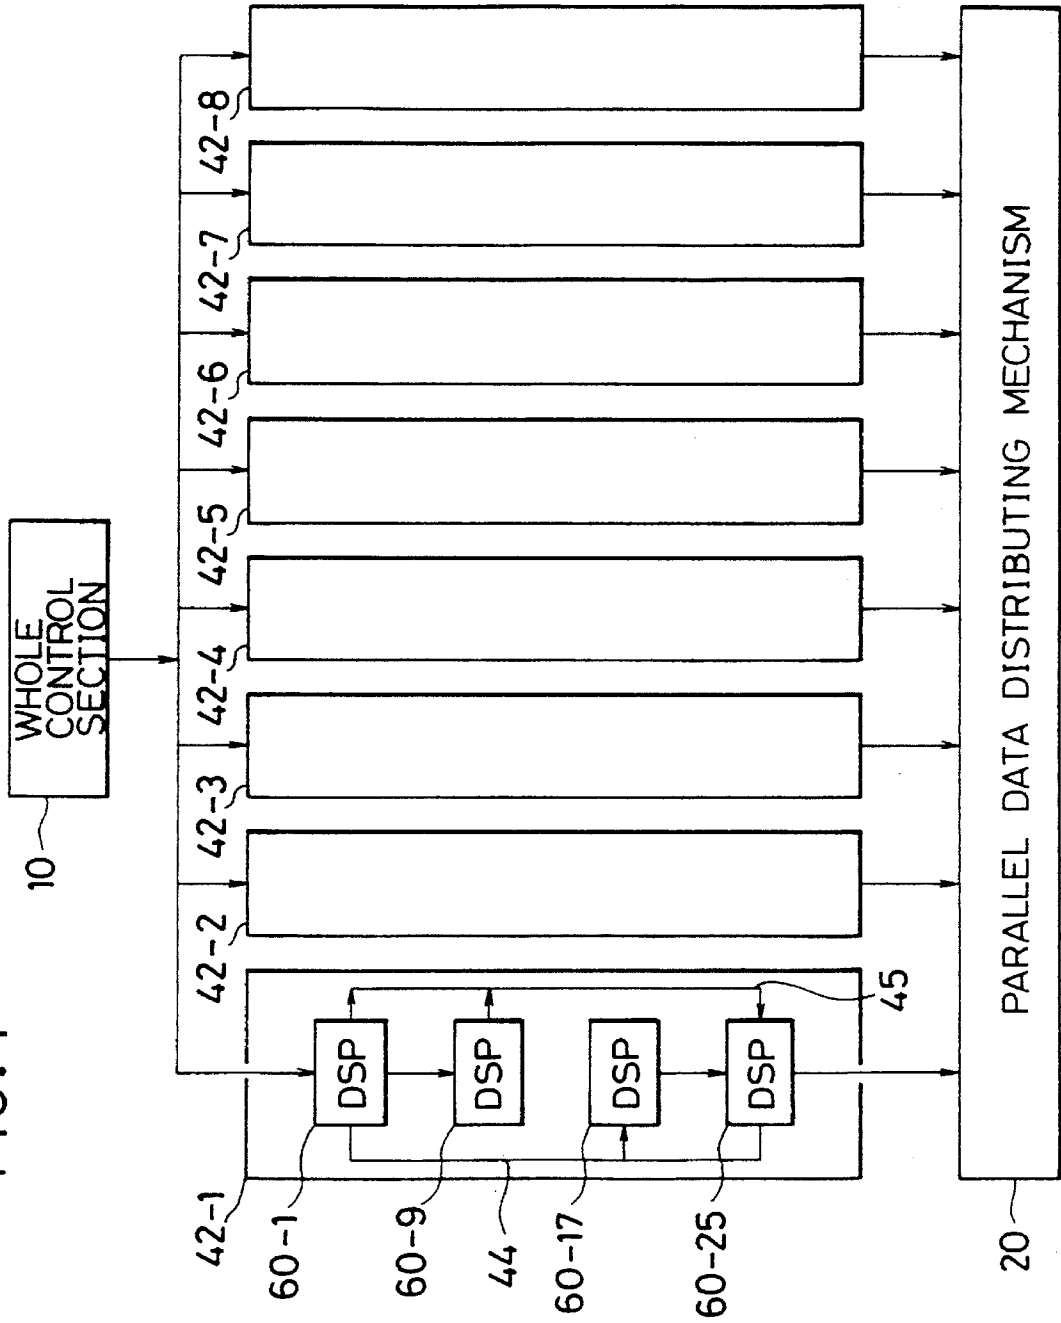 WHOLE
CONTROL
SECTION
10
42-1
42-2
42-3
42-4
42-5
42-6
42-7
42-8
60-1
DSP
60-9
DSP
44
60-17
DSP
60-25
DSP
45
20
PARALLEL DATA DISTRIBUTING MECHANISM